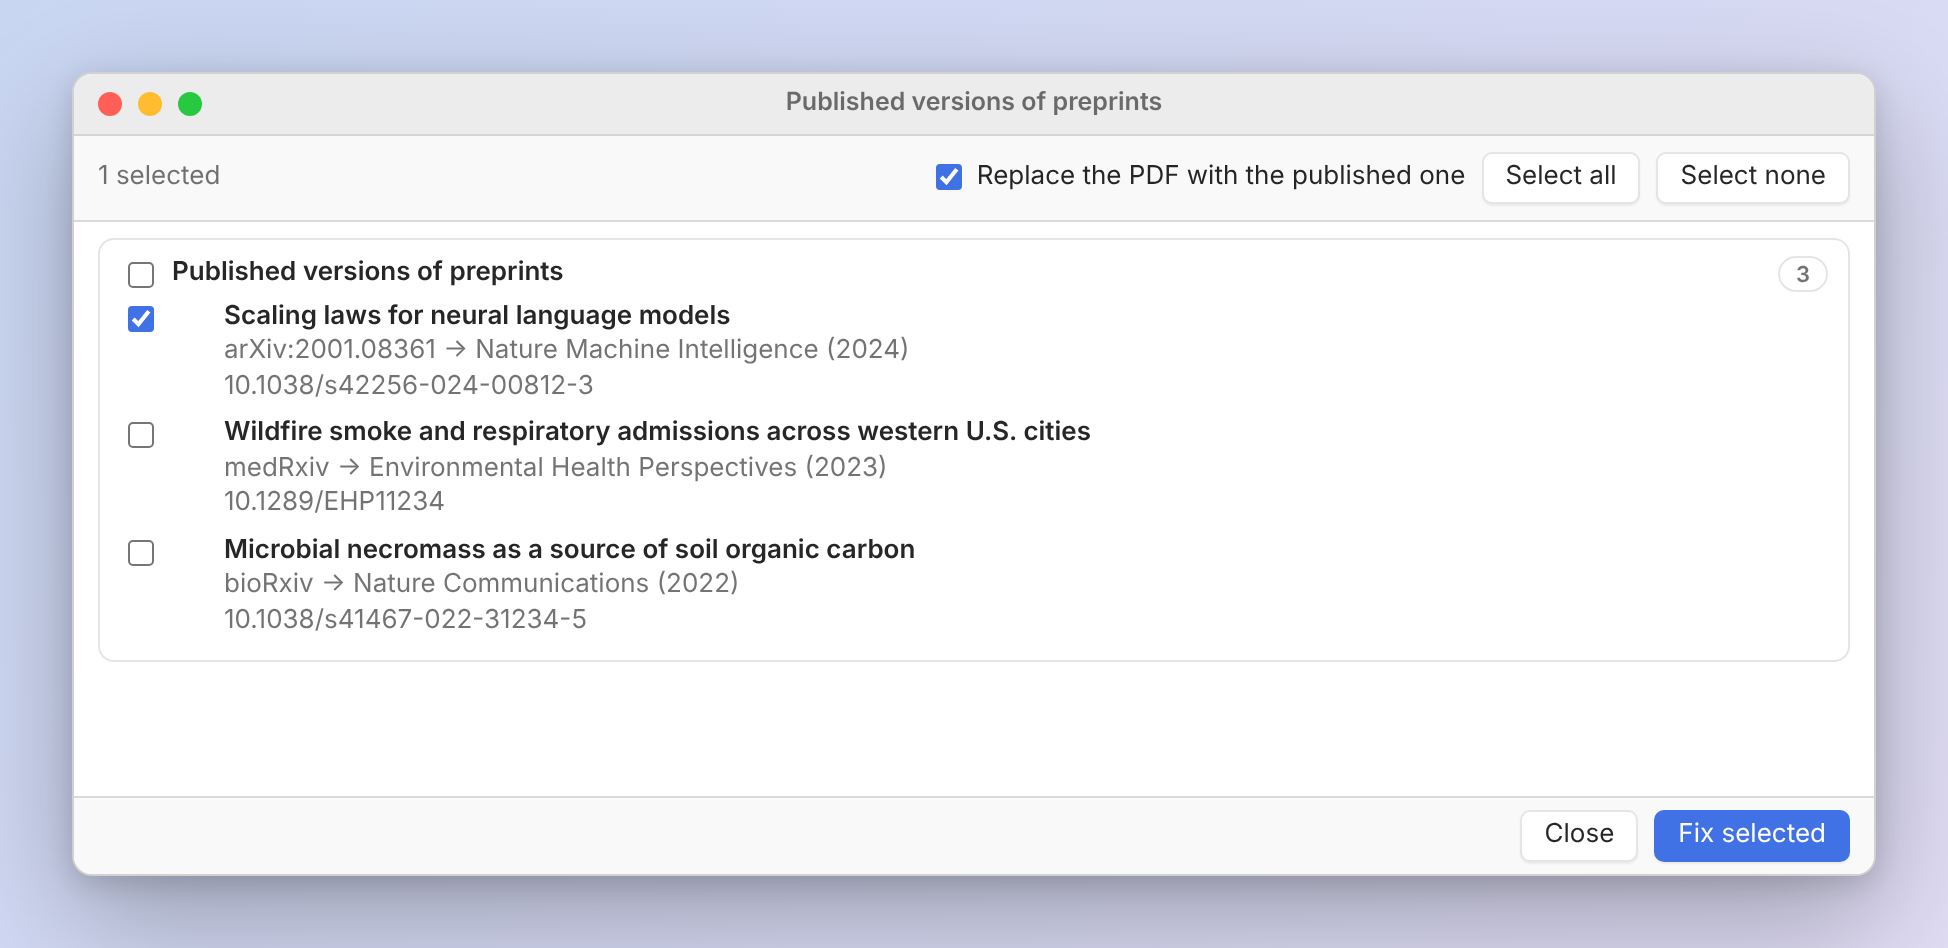 Published versions of preprints
1 selected
Replace the PDF with the published one
Select all
Select none
Published versions of preprints
3
Scaling laws for neural language models
arXiv:2001.08361 → Nature Machine Intelligence (2024)
10.1038/s42256-024-00812-3
Wildfire smoke and respiratory admissions across western U.S. cities
medRxiv → Environmental Health Perspectives (2023)
10.1289/EHP11234
Microbial necromass as a source of soil organic carbon
bioRxiv → Nature Communications (2022)
10.1038/s41467-022-31234-5
Close
Fix selected